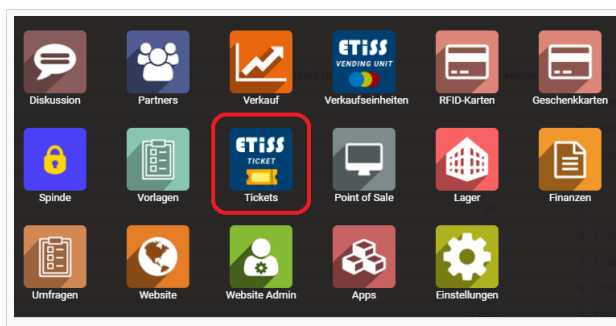 Diskussion
Partners
Verkauf
ETiSS
VENDING UNIT
Verkaufseinheiten
RFID-Karten
Geschenkkarten
Spinde
Vorlagen
ETiSS
TICKET
Tickets
Point of Sale
Lager
Finanzen
Umfragen
Website
Website Admin
Apps
Einstellungen